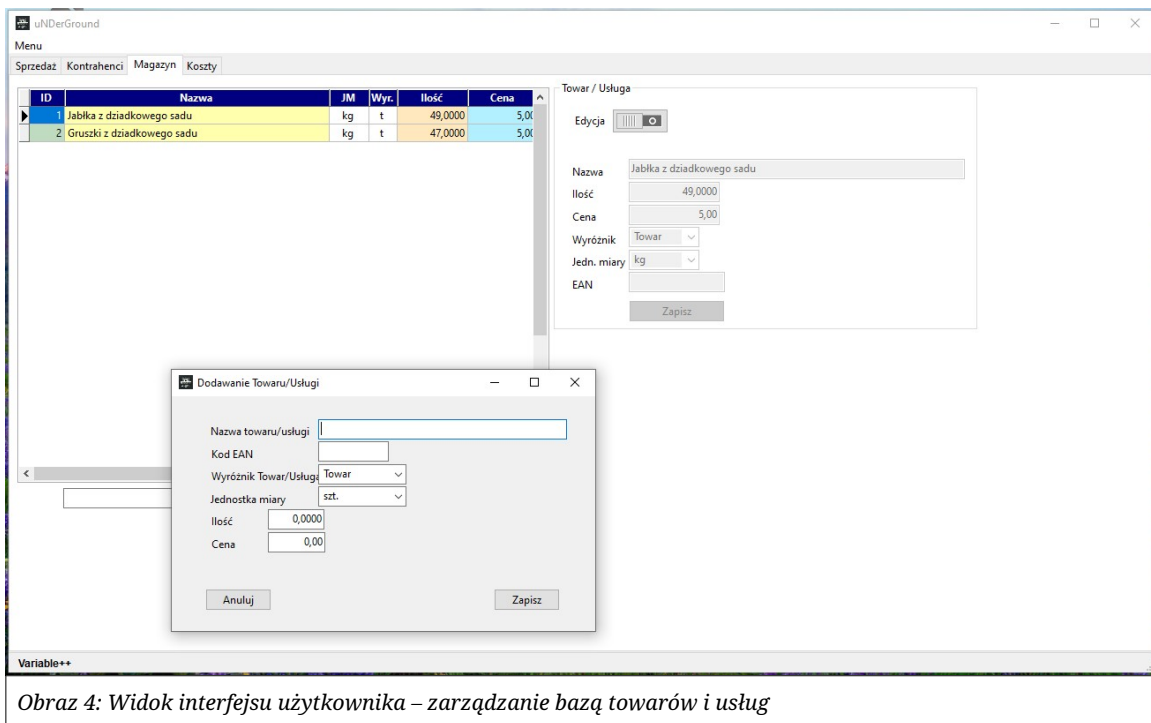 uNDerGround
Menu
Sprzedaż Kontrahenci Magazyn Koszty
ID Nazwa JM Wyr. Ilość Cena
1 Jabłka z dziadkowego sadu kg t 49,0000 5,00
2 Gruszki z dziadkowego sadu kg t 47,0000 5,00
Towar / Usługa
Edycja
Nazwa Jabłka z dziadkowego sadu
Ilość 49,0000
Cena 5,00
Wyróżnik Towar
Jedn. miary kg
EAN
Zapisz
Dodawanie Towaru/Usługi
Nazwa towaru/usługi
Kod EAN
Wyróżnik Towar/Usługa Towar
Jednostka miary szt.
Ilość 0,0000
Cena 0,00
Anuluj Zapisz
Variable++
Obraz 4: Widok interfejsu użytkownika – zarządzanie bazą towarów i usług